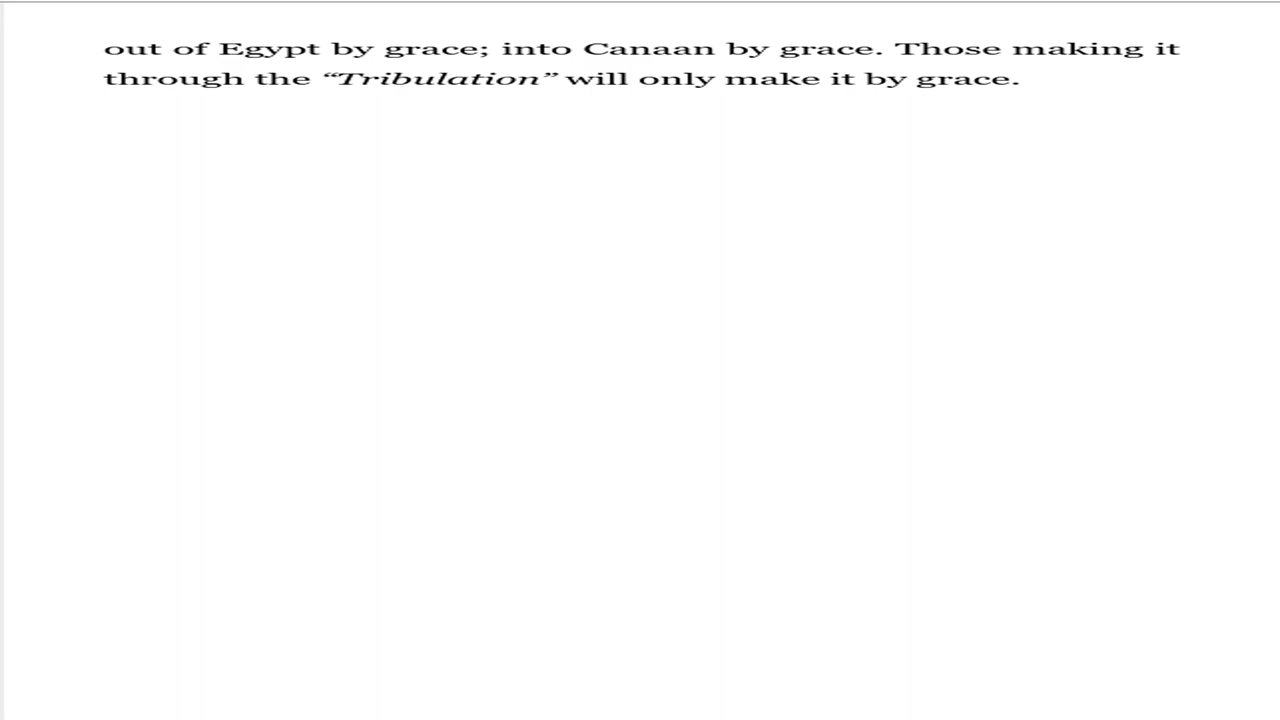 out of Egypt by grace; into Canaan by grace. Those making it
through the “Tribulation” will only make it by grace.